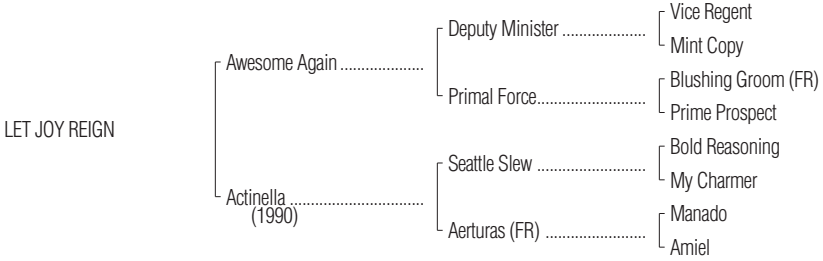 Vice Regent
Deputy Minister ....................
Mint Copy
Awesome Again ....................
Blushing Groom (FR)
Primal Force..........................
Prime Prospect
LET JOY REIGN
Bold Reasoning
Seattle Slew ..........................
My Charmer
Actinella ................................
(1990)
Manado
Aerturas (FR) ........................
Amiel